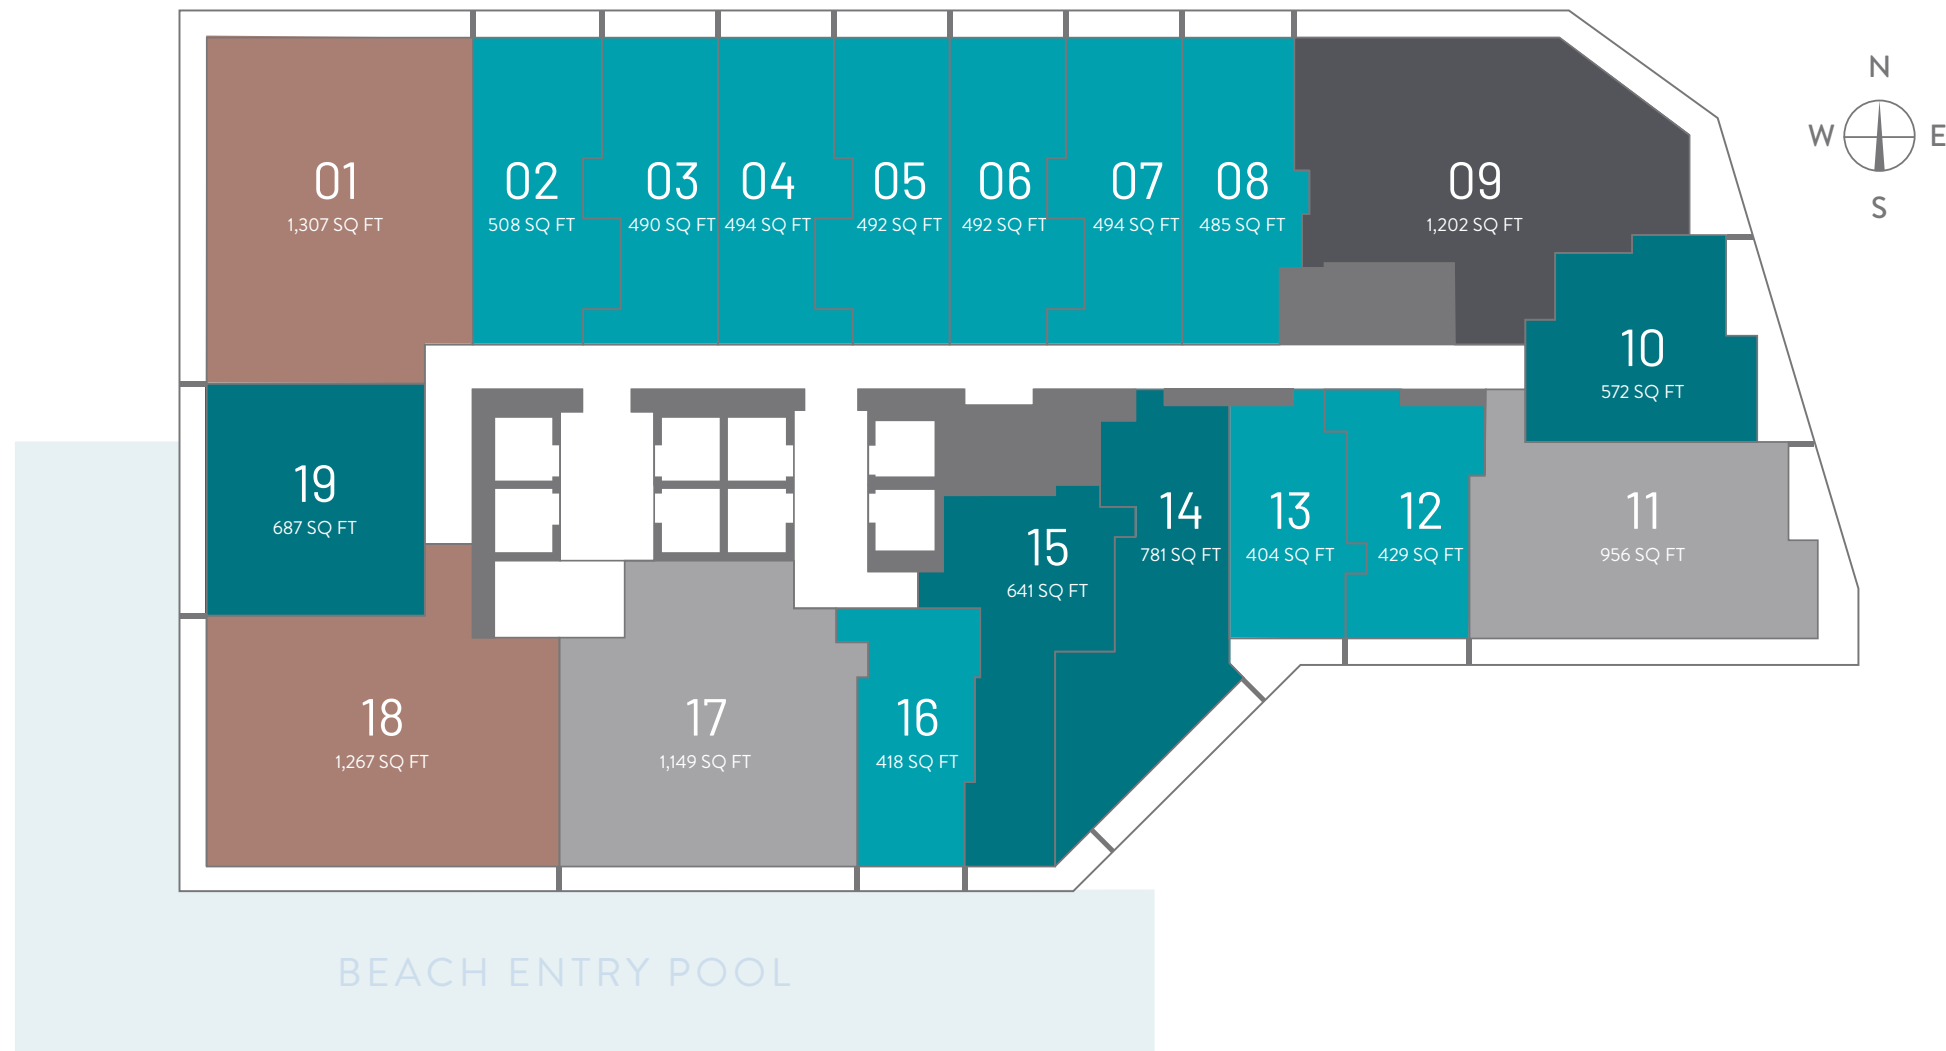 N
W E
S
01
1,307 SQ FT
02
508 SQ FT
03
490 SQ FT
04
494 SQ FT
05
492 SQ FT
06
492 SQ FT
07
494 SQ FT
08
485 SQ FT
09
1,202 SQ FT
10
572 SQ FT
19
687 SQ FT
15
641 SQ FT
14
781 SQ FT
13
404 SQ FT
12
429 SQ FT
11
956 SQ FT
18
1,267 SQ FT
17
1,149 SQ FT
16
418 SQ FT
BEACH ENTRY POOL